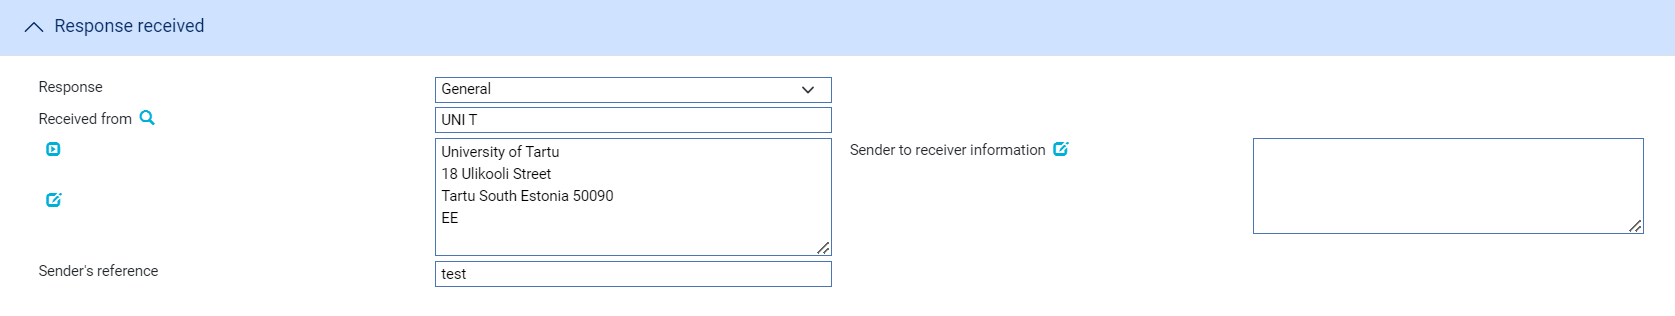 Response received
Response
General
Received from
UNI T
University of Tartu
18 Ulikooli Street
Tartu South Estonia 50090
EE
Sender to receiver information
Sender's reference
test